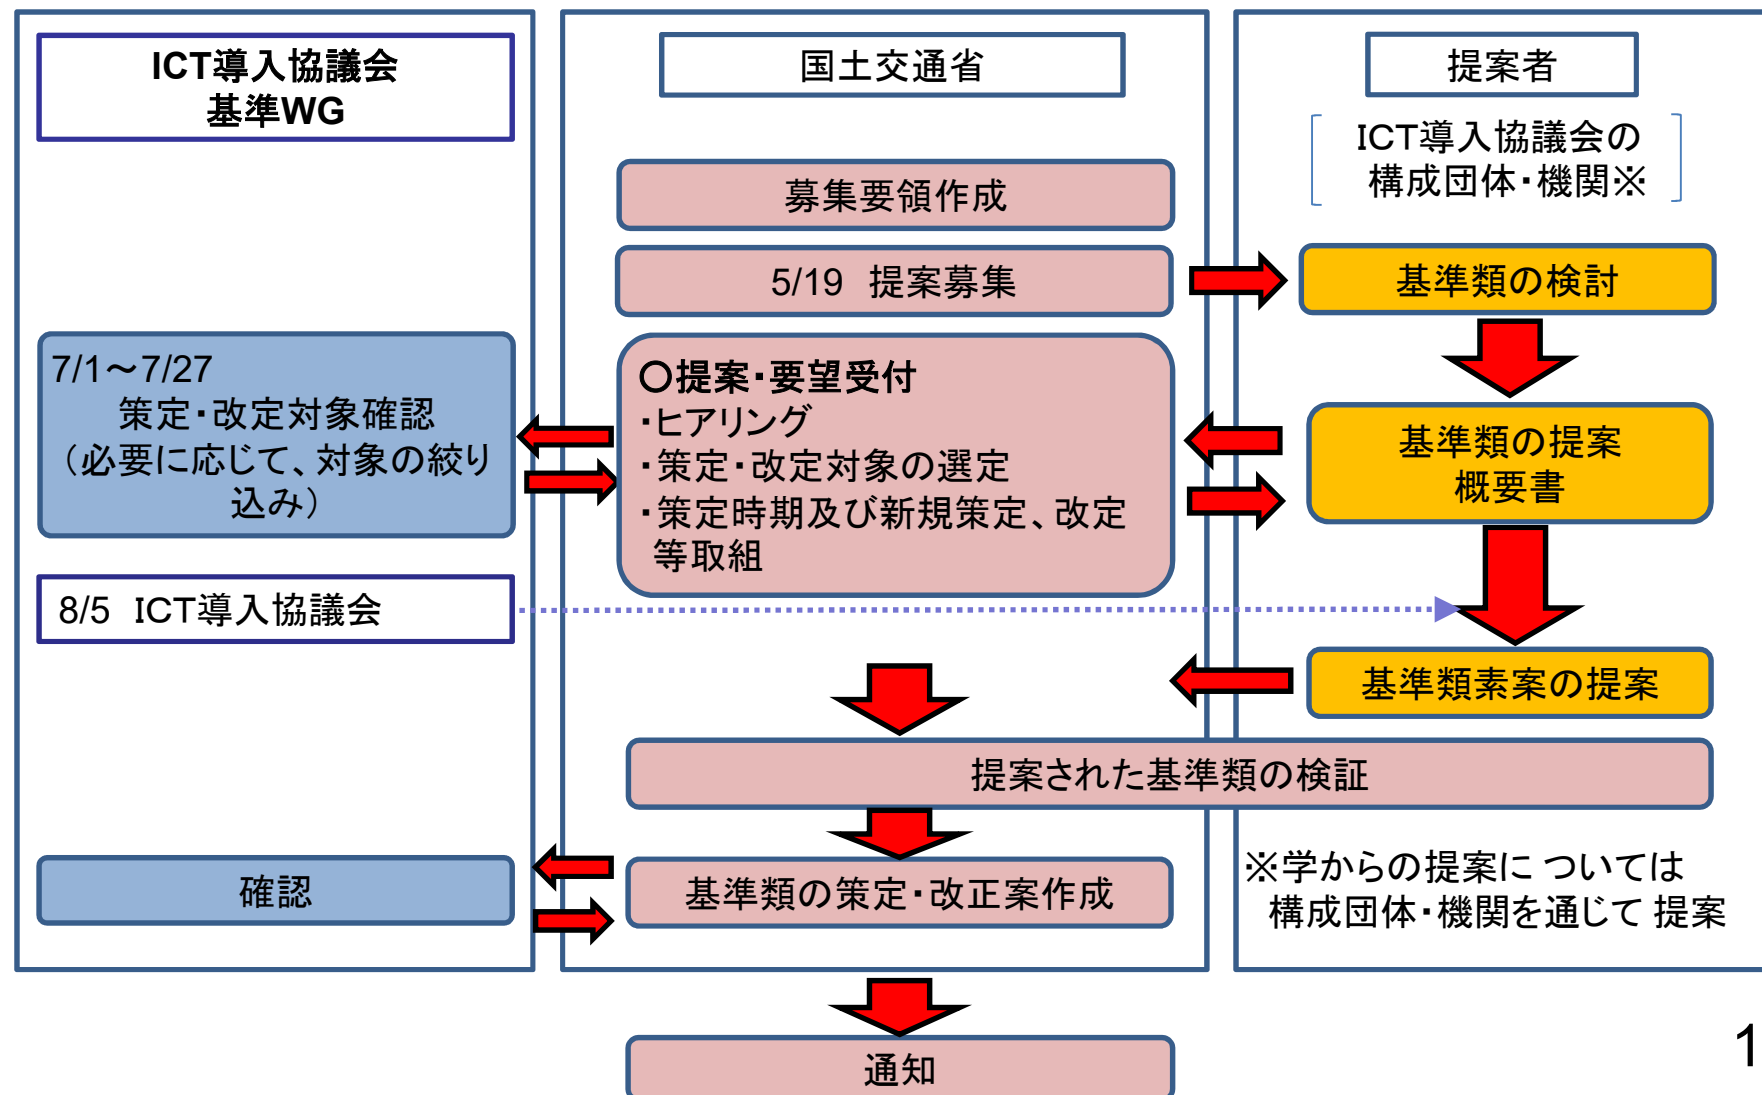 ICT導入協議会
基準WG
国土交通省
提案者
ICT導入協議会の
構成団体・機関※
募集要領作成
5/19 提案募集
基準類の検討
7/1～7/27
策定・改定対象確認
（必要に応じて、対象の絞り
込み）
〇提案・要望受付
・ヒアリング
・策定・改定対象の選定
・策定時期及び新規策定、改定
等取組
基準類の提案
概要書
8/5 ICT導入協議会
基準類素案の提案
提案された基準類の検証
確認
基準類の策定・改正案作成
※学からの提案に ついては
構成団体・機関を通じて 提案
通知
1